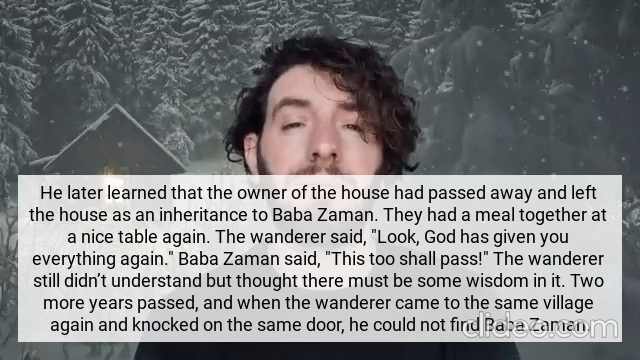 He later learned that the owner of the house had passed away and left
the house as an inheritance to Baba Zaman. They had a meal together at
a nice table again. The wanderer said, "Look, God has given you
everything again." Baba Zaman said, "This too shall pass!" The wanderer
still didn’t understand but thought there must be some wisdom in it. Two
more years passed, and when the wanderer came to the same village
again and knocked on the same door, he could not find Baba Zaman
clideo.com